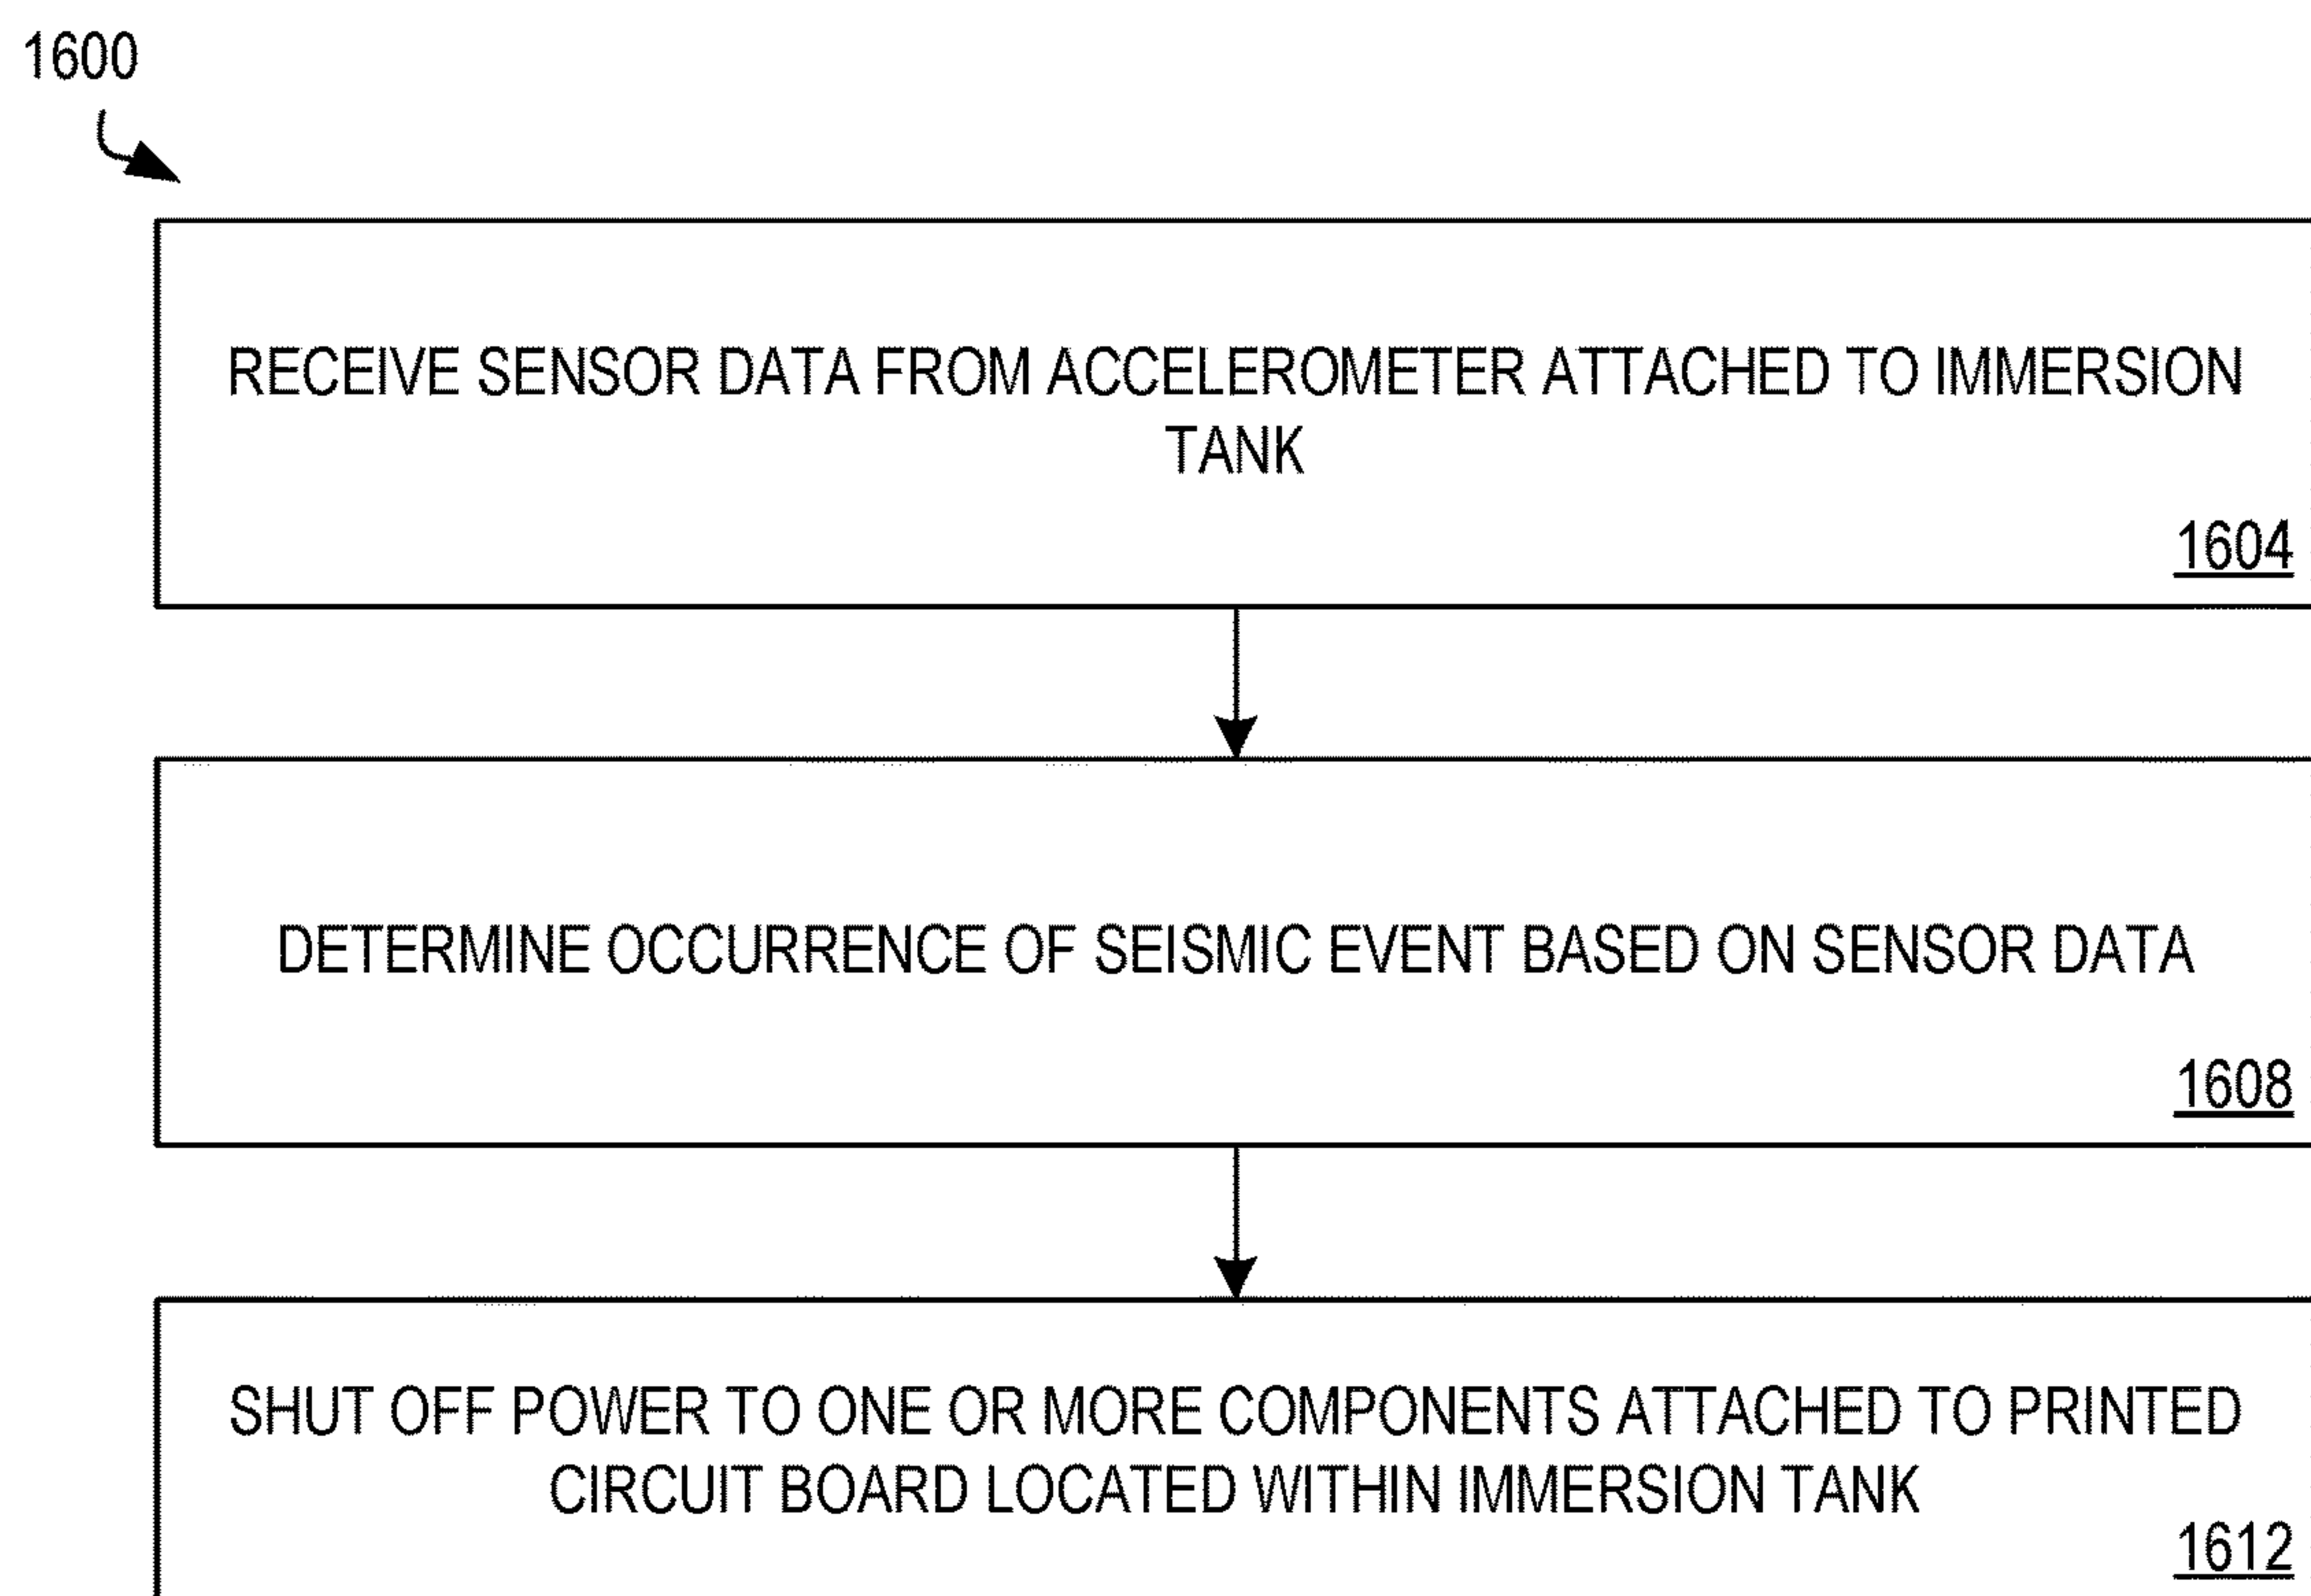 1600
RECEIVE SENSOR DATA FROM ACCELEROMETER ATTACHED TO IMMERSION
TANK
1604
DETERMINE OCCURRENCE OF SEISMIC EVENT BASED ON SENSOR DATA
1608
SHUT OFF POWER TO ONE OR MORE COMPONENTS ATTACHED TO PRINTED
CIRCUIT BOARD LOCATED WITHIN IMMERSION TANK
1612